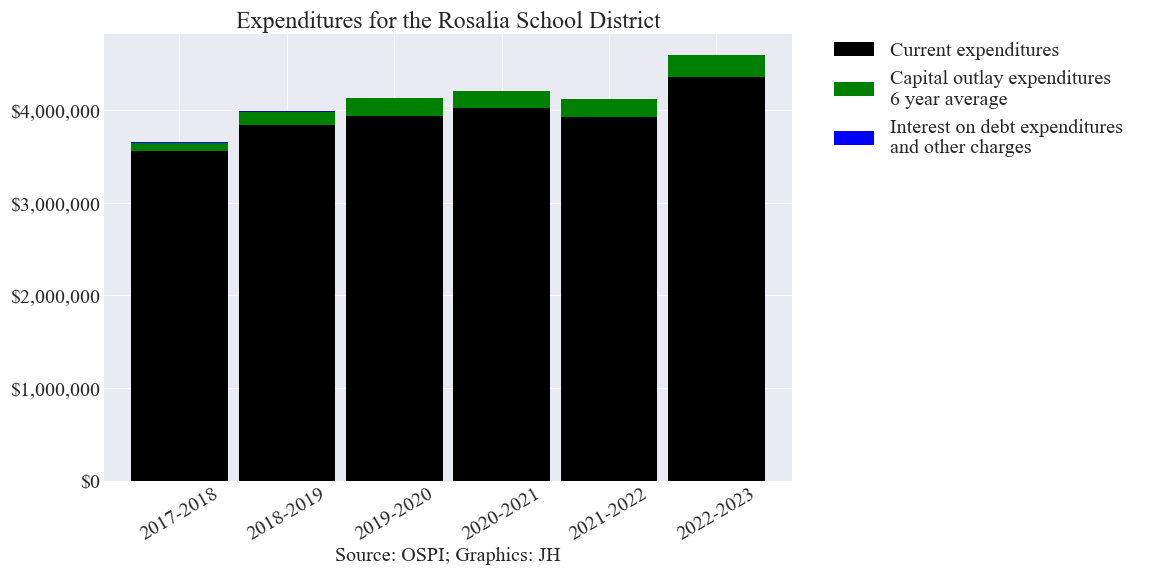 Expenditures for the Rosalia School District
Current expenditures
Capital outlay expenditures
6 year average
Interest on debt expenditures
and other charges
$4,000,000
$3,000,000
$2,000,000
$1,000,000
$0
2017-2018
2018-2019
2019-2020
2020-2021
2021-2022
2022-2023
Source: OSPI; Graphics: JH